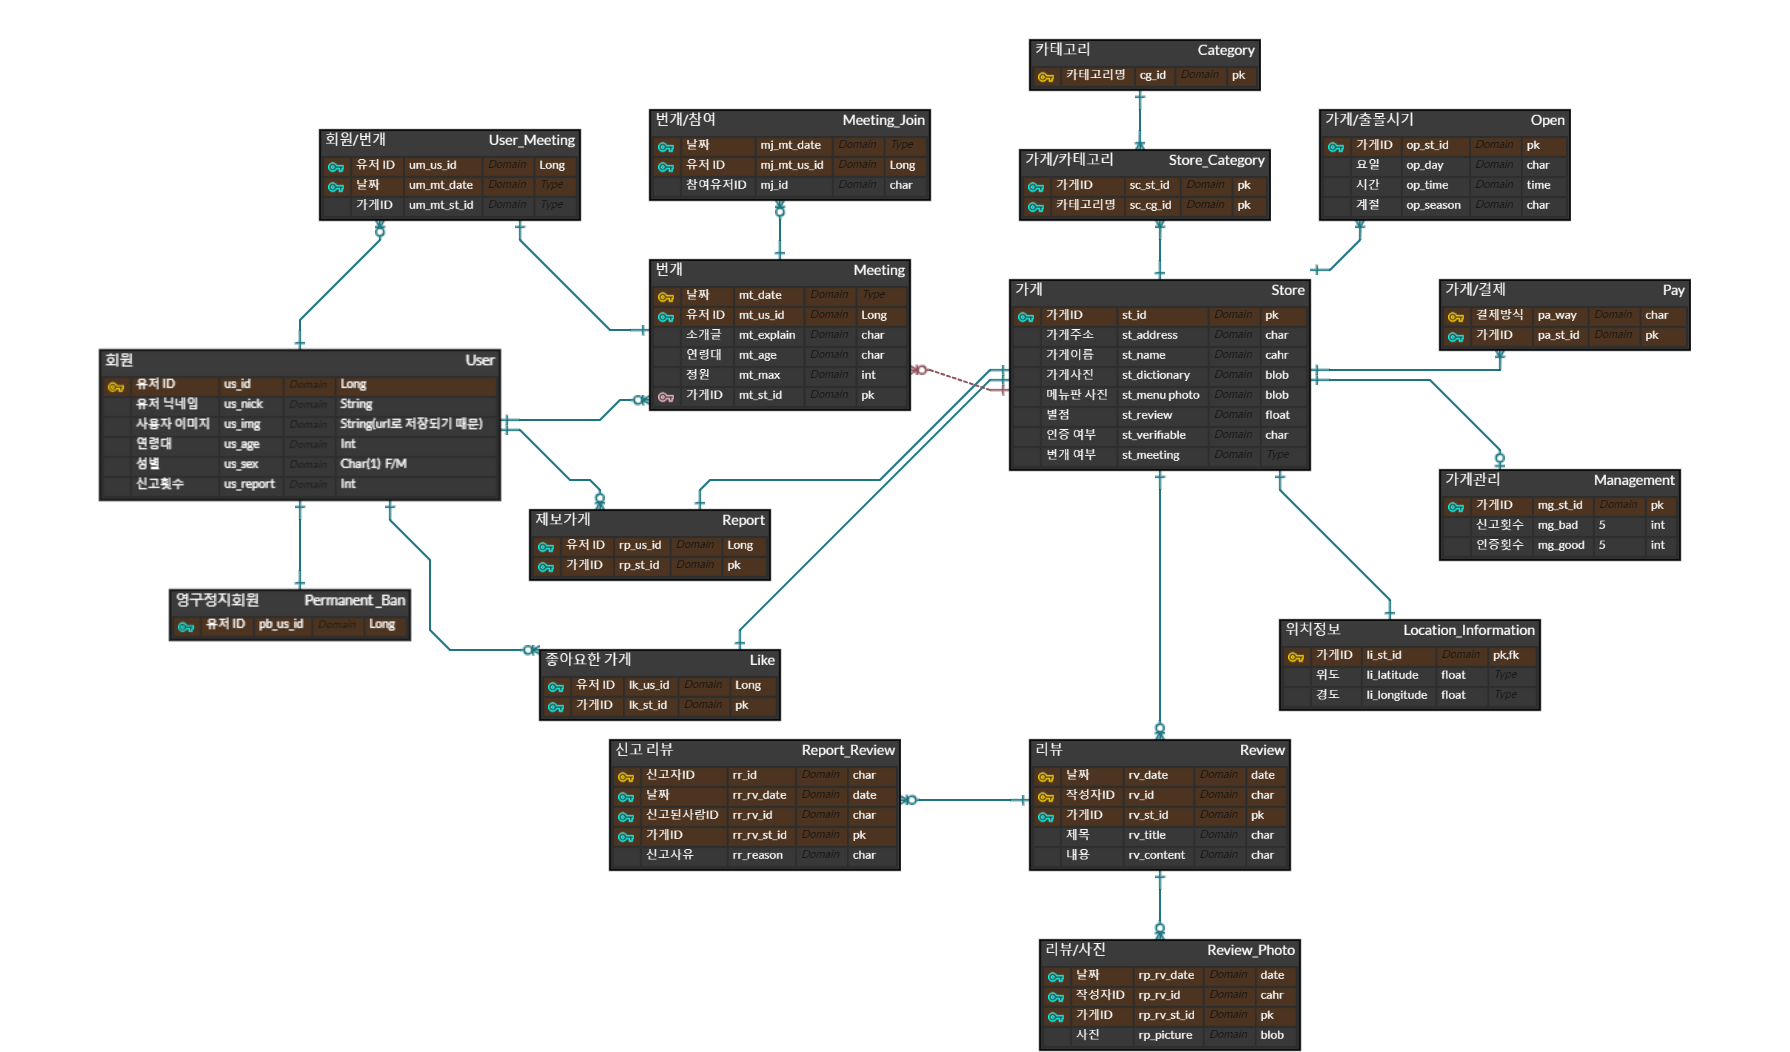 카테고리 Category
카테고리명 cg_id Domain pk
번개/참여 Meeting_Join
날짜 mj_mt_date Domain Type
유저 ID mj_mt_us_id Domain Long
참여유저ID mj_id Domain char
가게/출몰시기 Open
가게ID op_st_id Domain pk
요일 op_day Domain char
시간 op_time Domain time
계절 op_season Domain char
회원/번개 User_Meeting
유저 ID um_us_id Domain Long
날짜 um_mt_date Domain Type
가게ID um_mt_st_id Domain Type
가게/카테고리 Store_Category
가게ID sc_st_id Domain pk
카테고리명 sc_cg_id Domain pk
번개 Meeting
날짜 mt_date Domain Type
유저 ID mt_us_id Domain Long
소개글 mt_explain Domain char
연령대 mt_age Domain char
정원 mt_max Domain int
가게ID mt_st_id Domain pk
가게 Store
가게ID st_id Domain pk
가게주소 st_address Domain char
가게이름 st_name Domain cahr
가게사진 st_dictionary Domain blob
메뉴판 사진 st_menu photo Domain blob
별점 st_review Domain float
인증 여부 st_verifiable Domain char
번개 여부 st_meeting Domain Type
가게/결제 Pay
결제방식 pa_way Domain char
가게ID pa_st_id Domain pk
회원 User
유저 ID us_id Domain Long
유저 닉네임 us_nick Domain String
사용자 이미지 us_img Domain String(url로 저장되기 때문)
연령대 us_age Domain Int
성별 us_sex Domain Char(1) F/M
신고횟수 us_report Domain Int
가게관리 Management
가게ID mg_st_id Domain pk
신고횟수 mg_bad 5 int
인증횟수 mg_good 5 int
제보가게 Report
유저 ID rp_us_id Domain Long
가게ID rp_st_id Domain pk
영구정지회원 Permanent_Ban
유저 ID pb_us_id Domain Long
위치정보 Location_Information
가게ID li_st_id Domain pk,fk
위도 li_latitude float Type
경도 li_longitude float Type
좋아요한 가게 Like
유저 ID lk_us_id Domain Long
가게ID lk_st_id Domain pk
신고 리뷰 Report_Review
신고자ID rr_id Domain char
날짜 rr_rv_date Domain date
신고된사람ID rr_rv_id Domain char
가게ID rr_rv_st_id Domain pk
신고사유 rr_reason Domain char
리뷰 Review
날짜 rv_date Domain date
작성자ID rv_id Domain char
가게ID rv_st_id Domain pk
제목 rv_title Domain char
내용 rv_content Domain char
리뷰/사진 Review_Photo
날짜 rp_rv_date Domain date
작성자ID rp_rv_id Domain cahr
가게ID rp_rv_st_id Domain pk
사진 rp_picture Domain blob